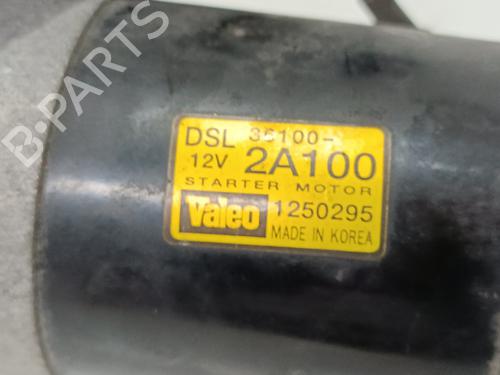 B-PARTS
DSL 36100-
12V 2A100
STARTER MOTOR
Valeo 1250295
MADE IN KOREA